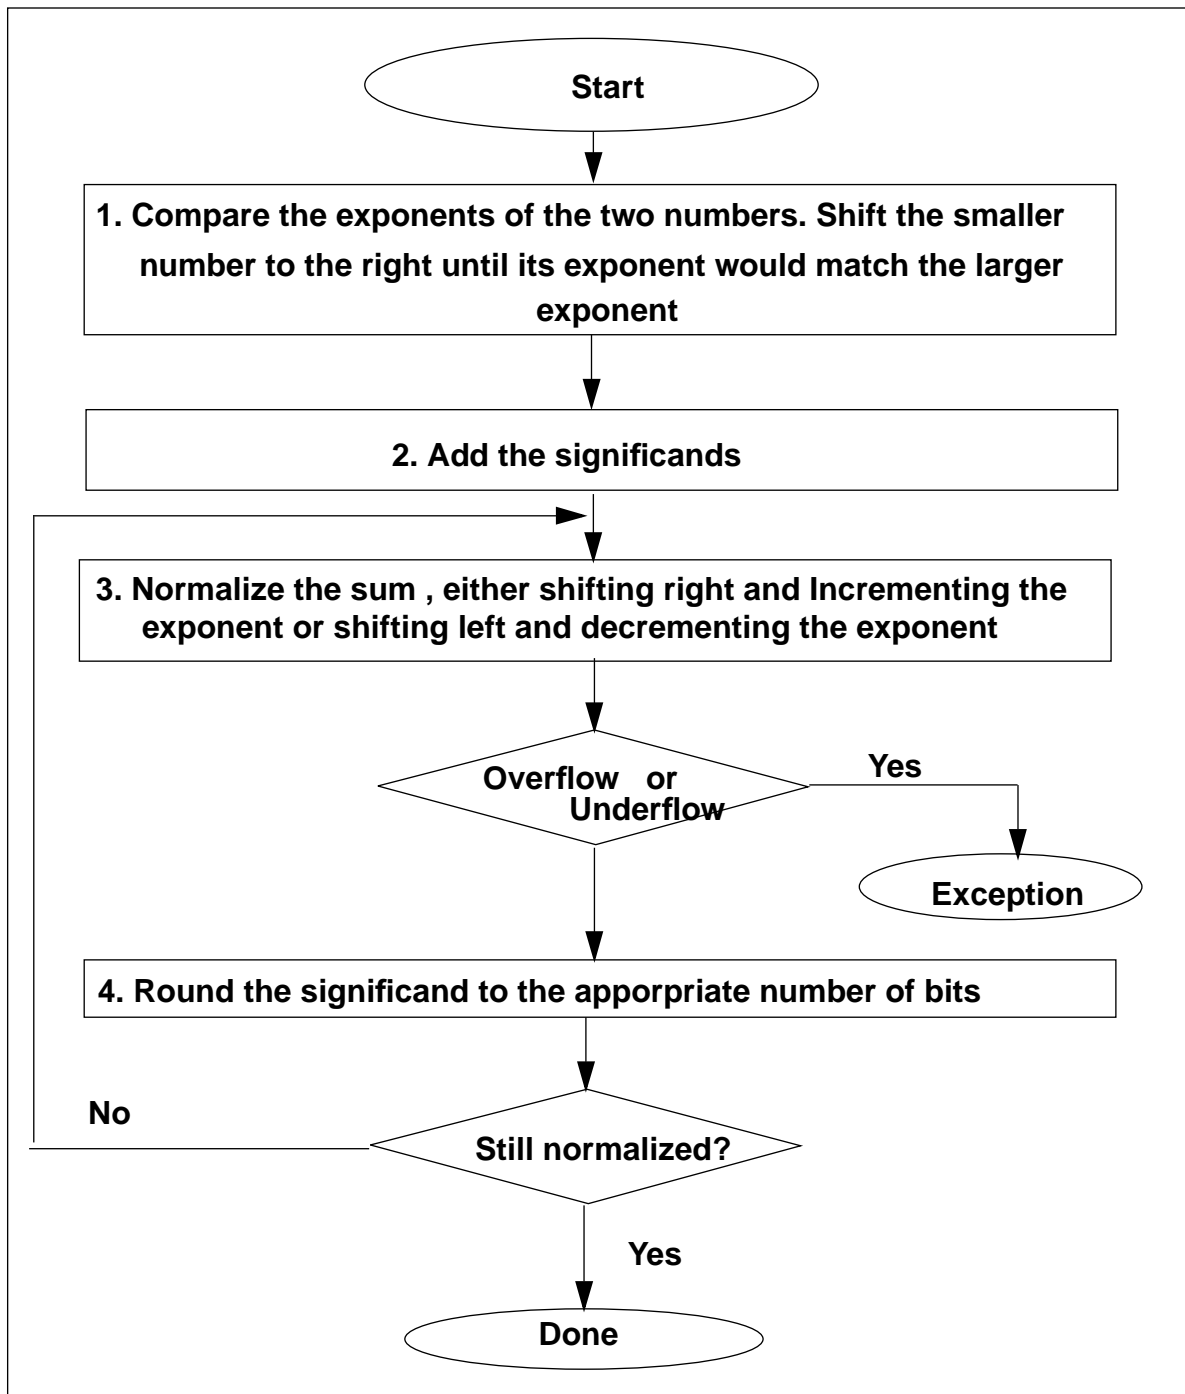 Start
1. Compare the exponents of the two numbers. Shift the smaller
number to the right until its exponent would match the larger
exponent
2. Add the significands
3. Normalize the sum , either shifting right and Incrementing the
exponent or shifting left and decrementing the exponent
Overflow or
Underflow
Yes
Exception
4. Round the significand to the apporpriate number of bits
No
Still normalized?
Yes
Done